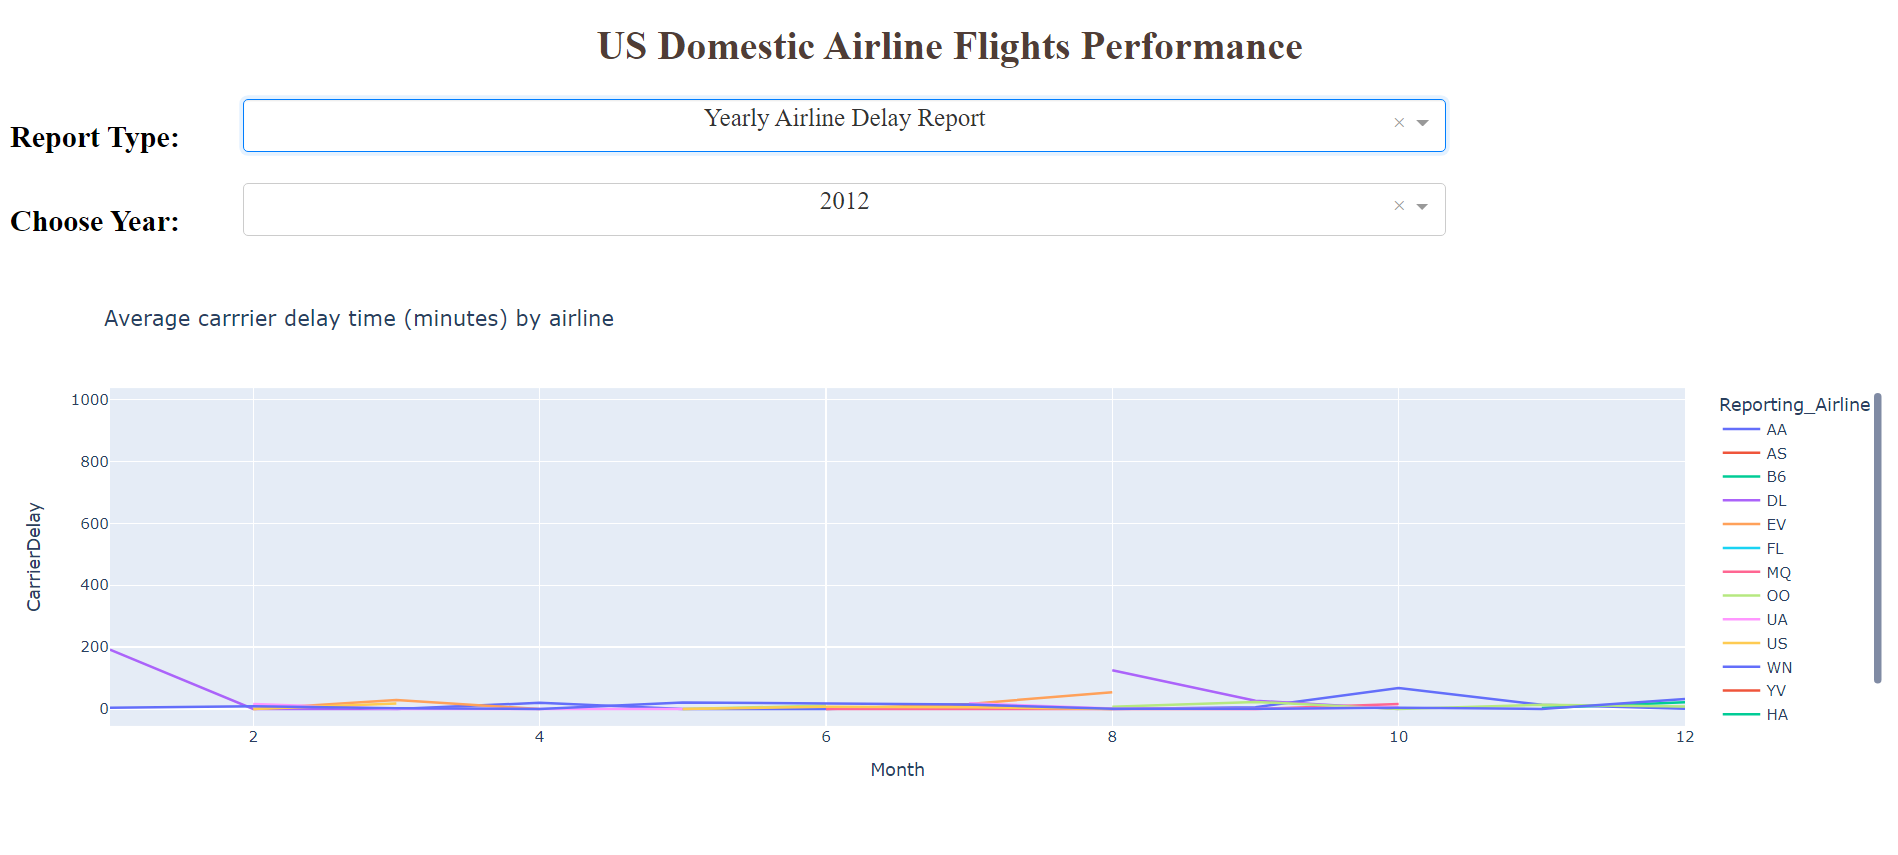 US Domestic Airline Flights Performance
Report Type:
Yearly Airline Delay Report
×
Choose Year:
2012
×
Average carrrier delay time (minutes) by airline
1000
800
600
400
200
0
CarrierDelay
2
4
6
8
10
12
Month
Reporting_Airline
AA
AS
B6
DL
EV
FL
MQ
OO
UA
US
WN
YV
HA